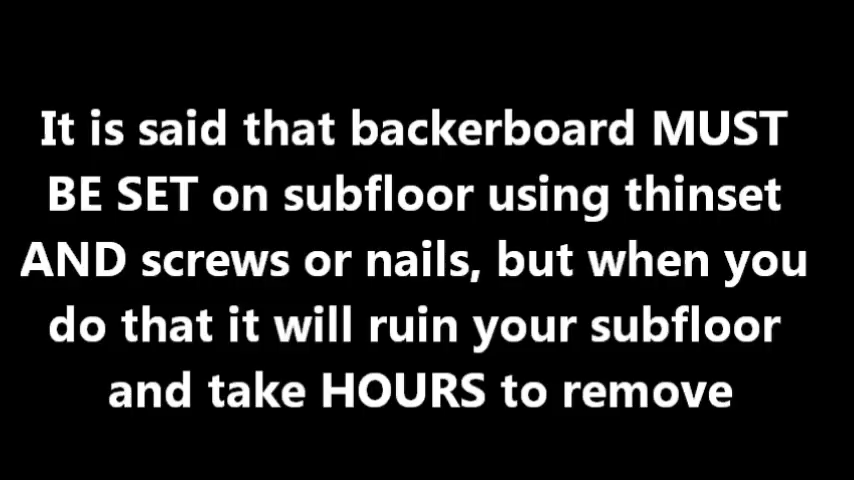 It is said that backerboard MUST
BE SET on subfloor using thinset
AND screws or nails, but when you
do that it will ruin your subfloor
and take HOURS to remove